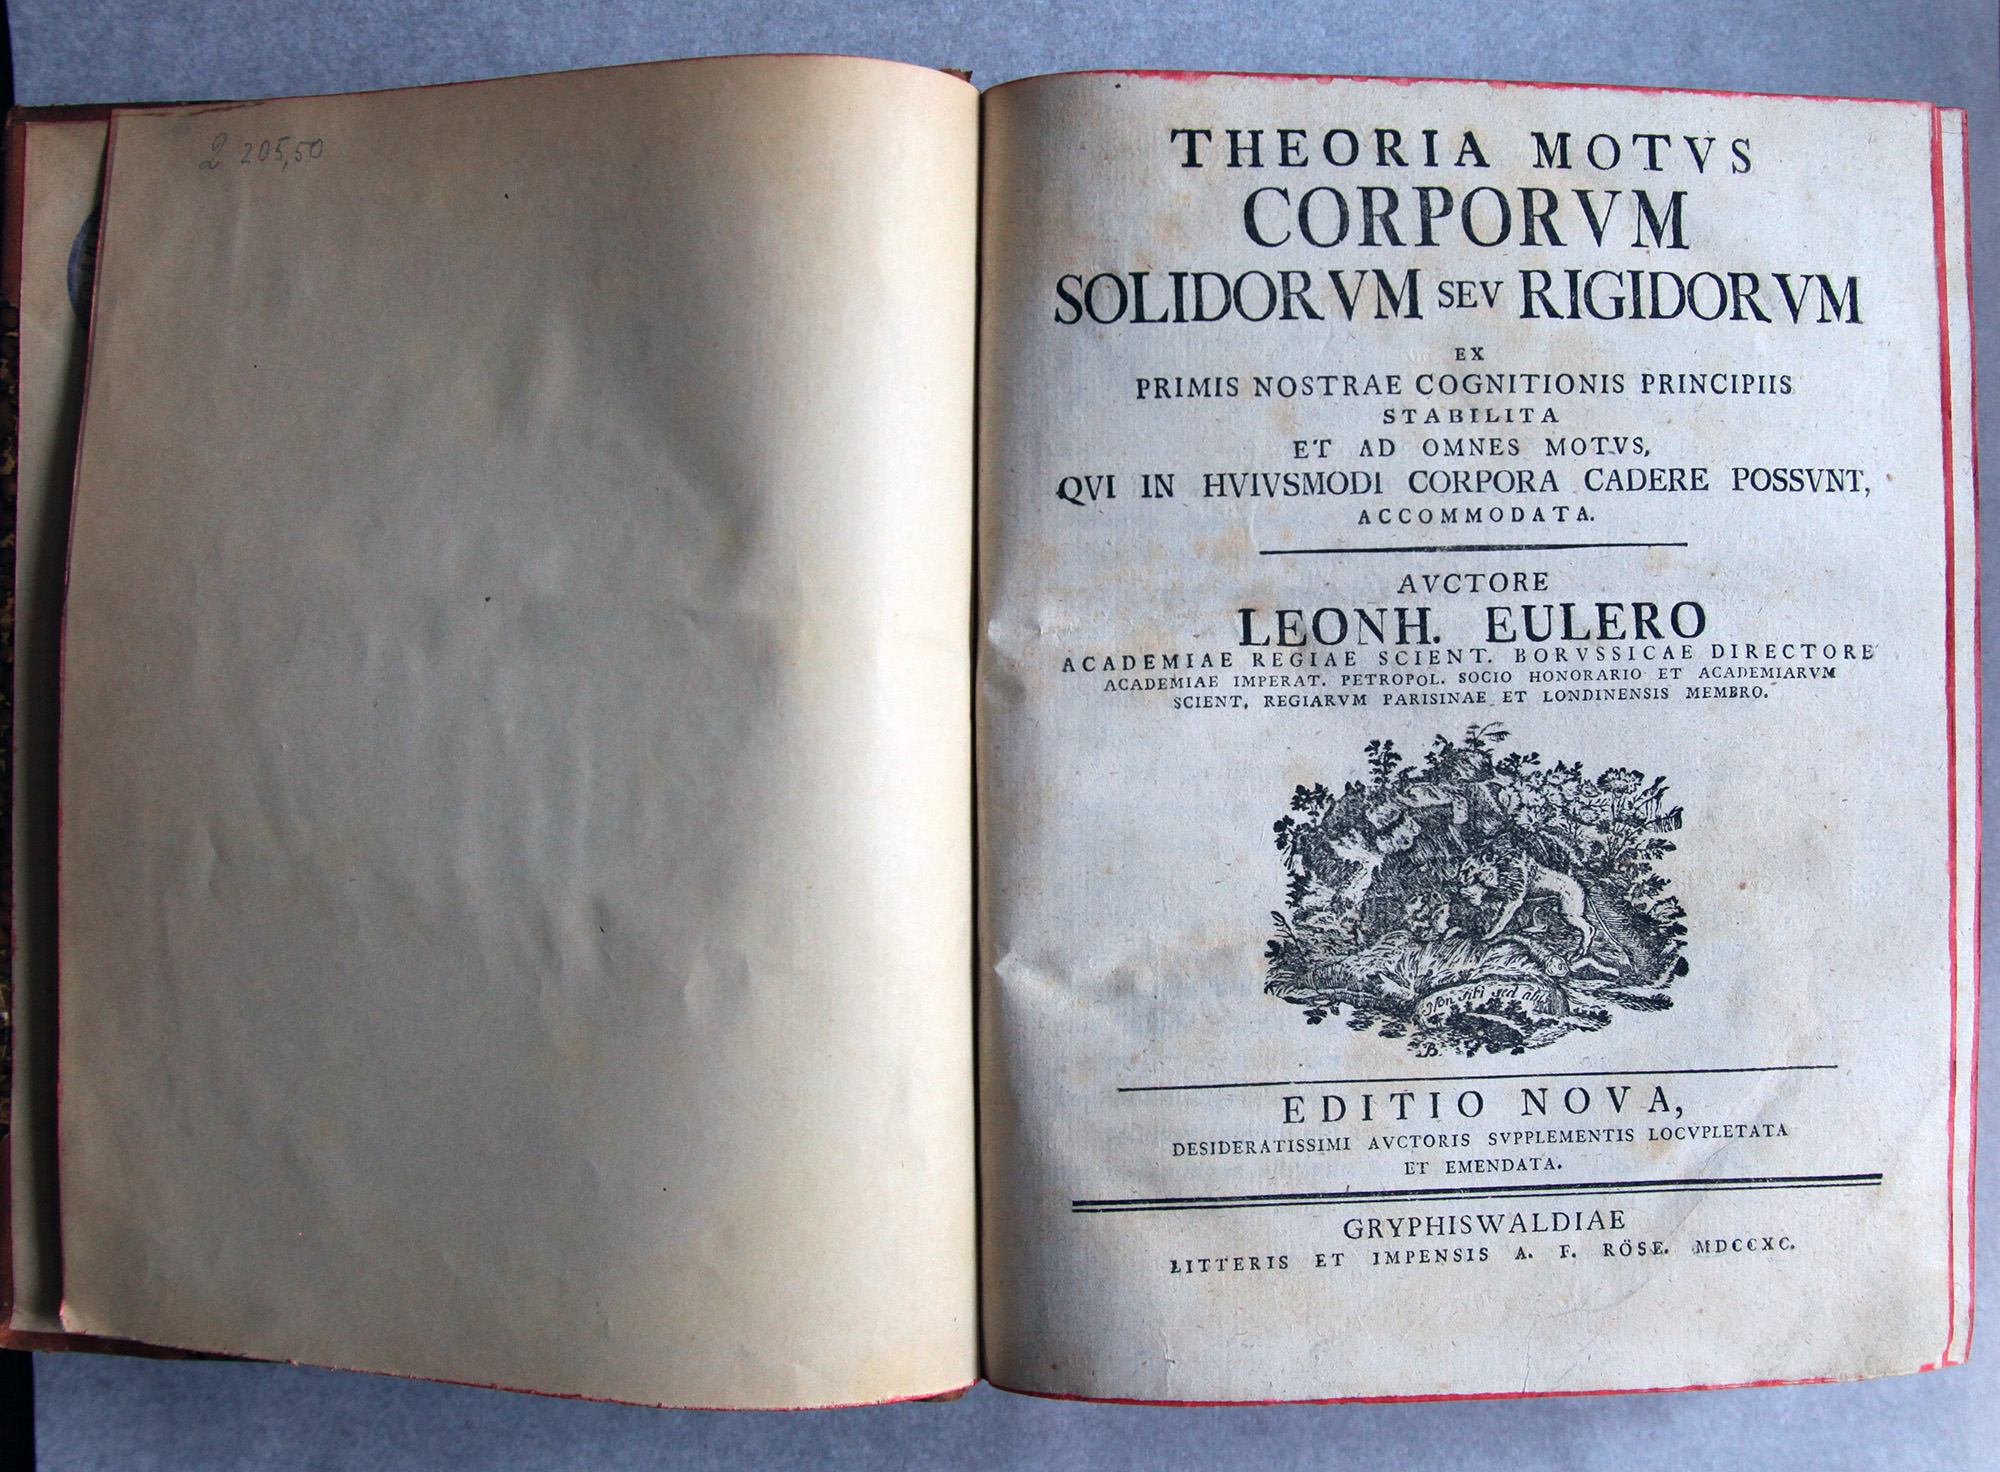 2 205,50
THEORIA MOTVS
CORPORVM
SOLIDORVM SEV RIGIDORVM
EX
PRIMIS NOSTRAE COGNITIONIS PRINCIPIIS
STABILITA
ET AD OMNES MOTVS,
QVI IN HVIVSMODI CORPORA CADERE POSSVNT,
ACCOMMODATA.
AVCTORE
LEONH. EULERO
ACADEMIAE REGIAE SCIENT. BORVSSICAE DIRECTORE
ACADEMIAE IMPERAT. PETROPOL. SOCIO HONORARIO ET ACADEMIARVM
SCIENT. REGIARVM PARISINAE ET LONDINENSIS MEMBRO.
Non sibi sed aliis
B.
EDITIO NOVA,
DESIDERATISSIMI AVCTORIS SVPPLEMENTIS LOCVPLETATA
ET EMENDATA.
GRYPHISWALDIAE
LITTERIS ET IMPENSIS A. F. RÖSE. MDCCXC.